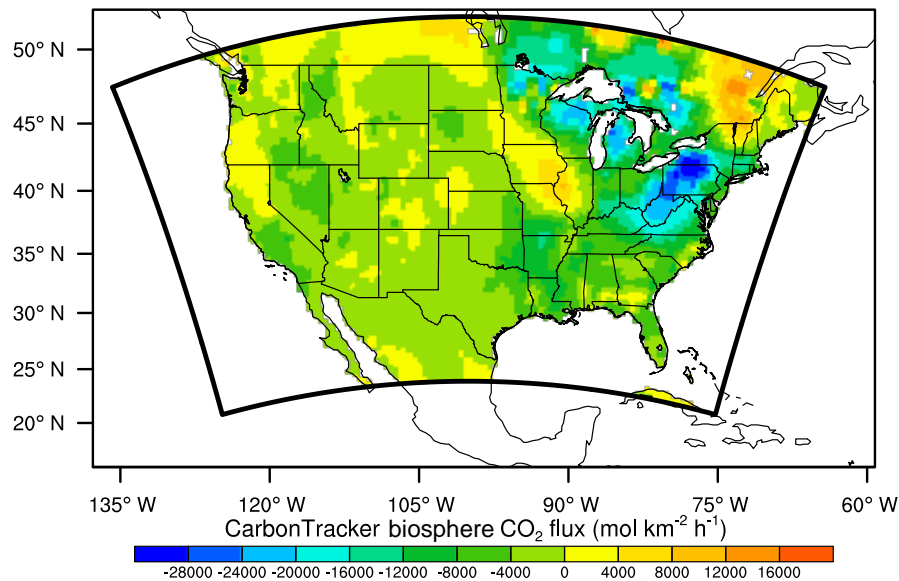 50° N
45° N
40° N
35° N
30° N
25° N
20° N
135° W 120° W 105° W 90° W 75° W 60° W
CarbonTracker biosphere CO₂ flux (mol km⁻² h⁻¹)
-28000 -24000 -20000 -16000 -12000 -8000 -4000 0 4000 8000 12000 16000